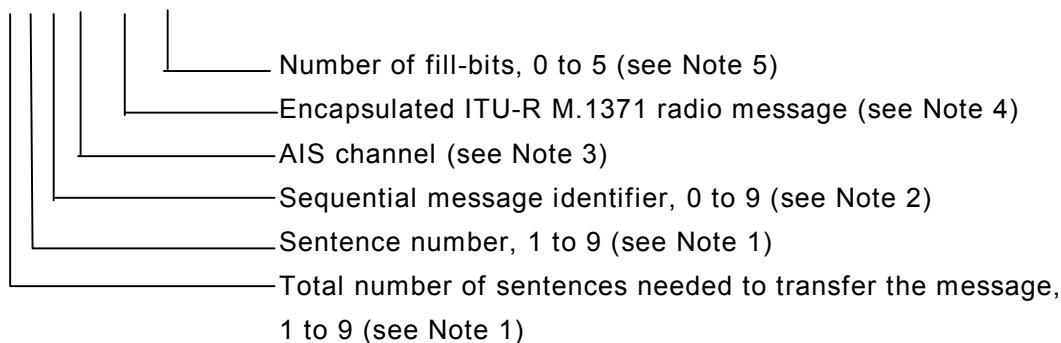 Number of fill-bits, 0 to 5 (see Note 5)
Encapsulated ITU-R M.1371 radio message (see Note 4)
AIS channel (see Note 3)
Sequential message identifier, 0 to 9 (see Note 2)
Sentence number, 1 to 9 (see Note 1)
Total number of sentences needed to transfer the message,
1 to 9 (see Note 1)